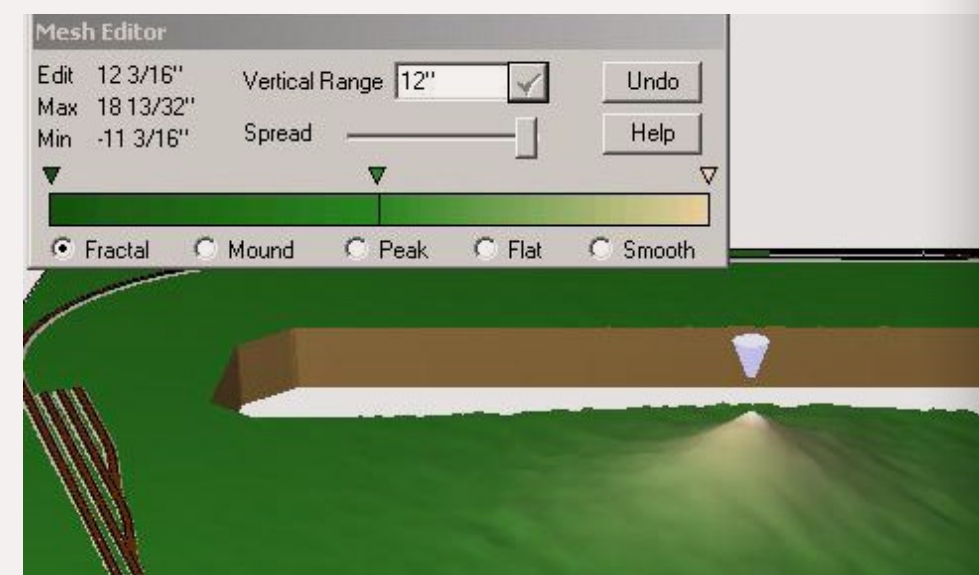 Mesh Editor
Edit 12 3/16" Vertical Range 12" Undo
Max 18 13/32"
Min -11 3/16" Spread Help
Fractal Mound Peak Flat Smooth